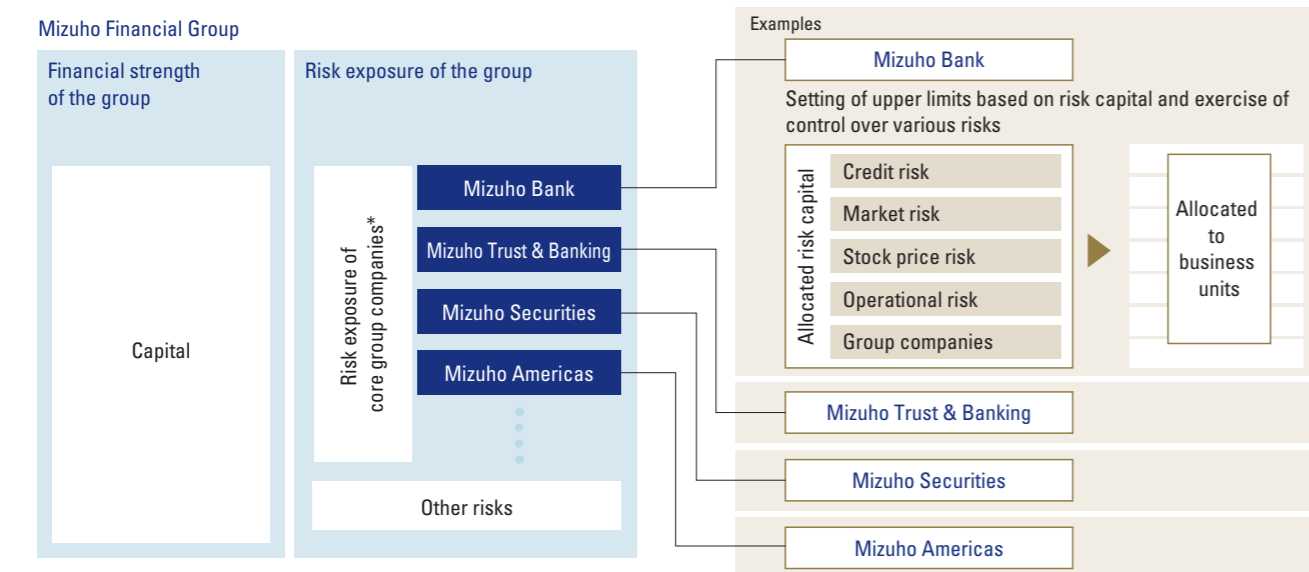 Mizuho Financial Group
Financial strength
of the group
Capital
Risk exposure of the group
Risk exposure of
core group companies*
Mizuho Bank
Mizuho Trust & Banking
Mizuho Securities
Mizuho Americas
Other risks
Examples
Mizuho Bank
Setting of upper limits based on risk capital and exercise of
control over various risks
Allocated risk capital
Credit risk
Market risk
Stock price risk
Operational risk
Group companies
Allocated
to
business
units
Mizuho Trust & Banking
Mizuho Securities
Mizuho Americas